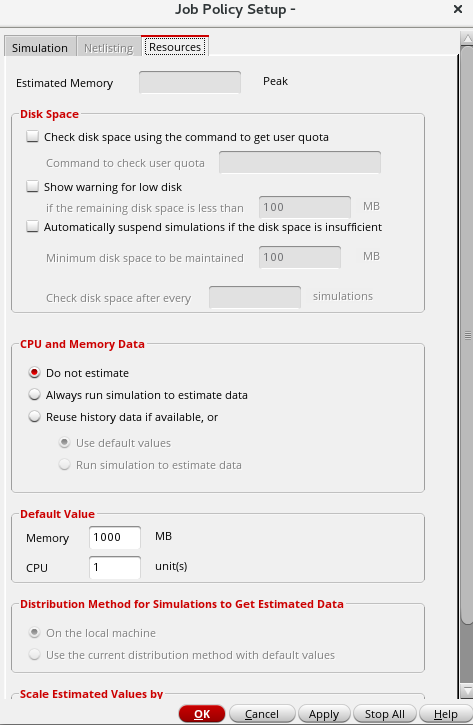 Job Policy Setup -
Simulation Netlisting Resources
Estimated Memory Peak
Disk Space
Check disk space using the command to get user quota
Command to check user quota
Show warning for low disk
if the remaining disk space is less than 100 MB
Automatically suspend simulations if the disk space is insufficient
Minimum disk space to be maintained 100 MB
Check disk space after every simulations
CPU and Memory Data
Do not estimate
Always run simulation to estimate data
Reuse history data if available, or
Use default values
Run simulation to estimate data
Default Value
Memory 1000 MB
CPU 1 unit(s)
Distribution Method for Simulations to Get Estimated Data
On the local machine
Use the current distribution method with default values
Scale Estimated Values by
OK Cancel Apply Stop All Help